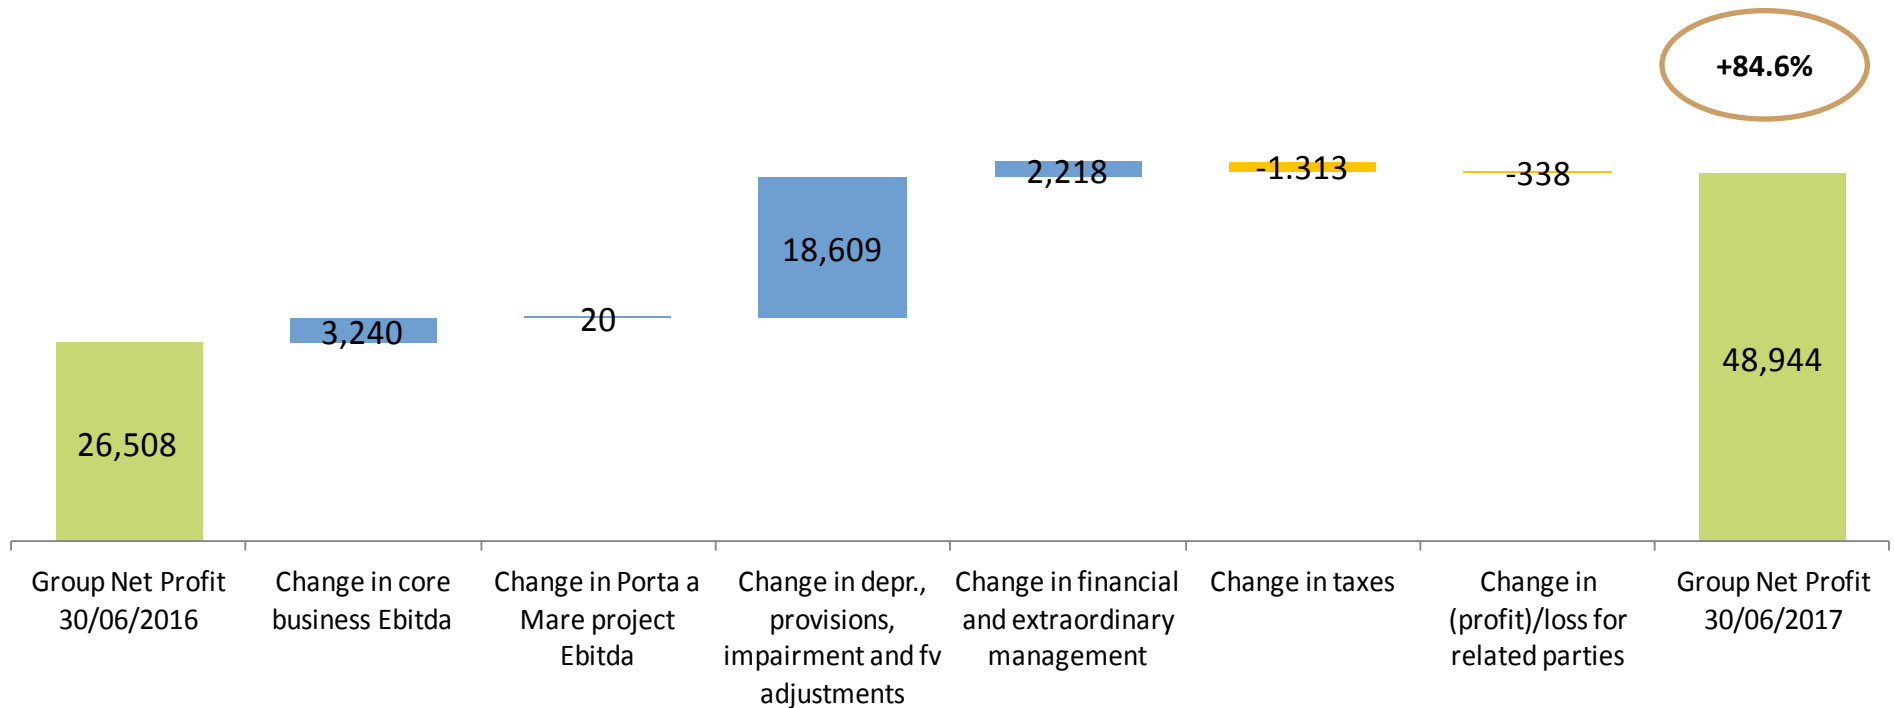 +84.6%
2,218
-1.313
-338
18,609
3,240
20
48,944
26,508
Group Net Profit
30/06/2016
Change in core
business Ebitda
Change in Porta a
Mare project
Ebitda
Change in depr.,
provisions,
impairment and fv
adjustments
Change in financial
and extraordinary
management
Change in taxes
Change in
(profit)/loss for
related parties
Group Net Profit
30/06/2017